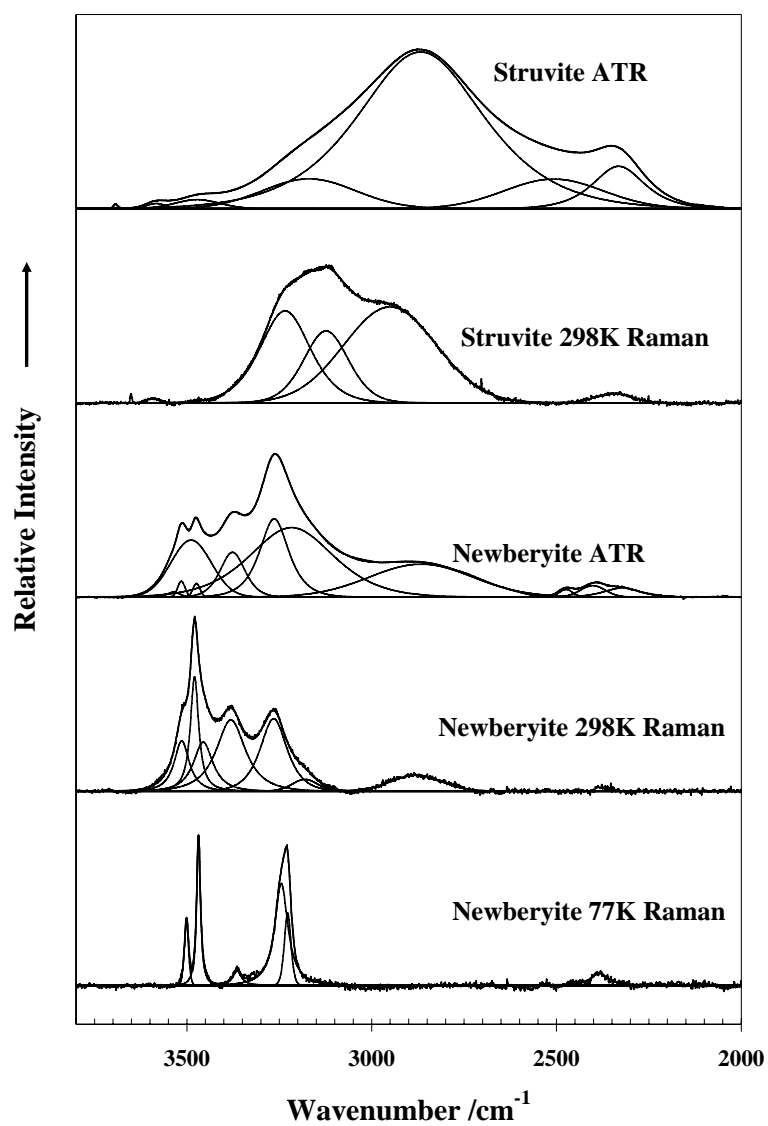 Struvite ATR
Struvite 298K Raman
Newberyite ATR
Newberyite 298K Raman
Newberyite 77K Raman
Relative Intensity
3500 3000 2500 2000
Wavenumber /cm⁻¹